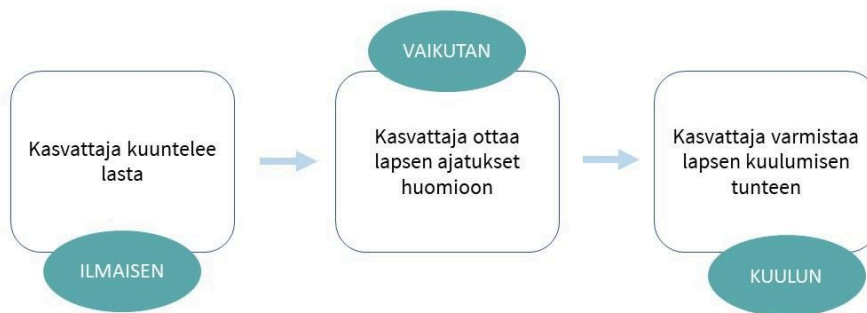 Kasvattaja kuuntelee
lasta
ILMAISEN
VAIKUTAN
Kasvattaja ottaa
lapsen ajatukset
huomioon
Kasvattaja varmistaa
lapsen kuulumisen
tunteen
KUULUN